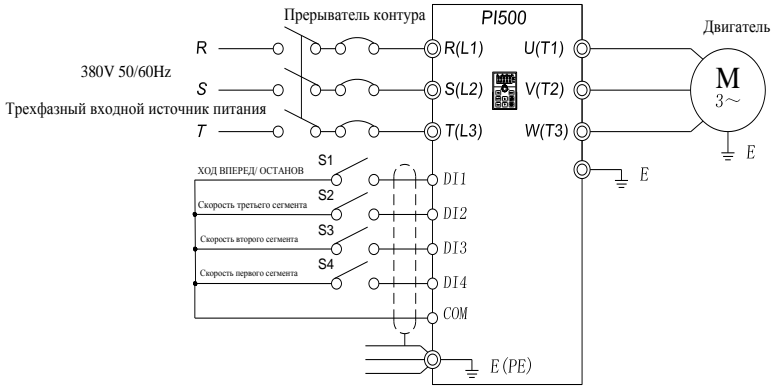 Прерыватель контура
PI500
Двигатель
R
R(L1)
U(T1)
380V 50/60Hz
S
S(L2)
V(T2)
M
3～
Трехфазный входной источник питания
T
T(L3)
W(T3)
E
E
S1
ХОД ВПЕРЕД/ ОСТАНОВ
DI1
S2
Скорость третьего сегмента
DI2
S3
Скорость второго сегмента
DI3
S4
Скорость первого сегмента
DI4
COM
E(PE)